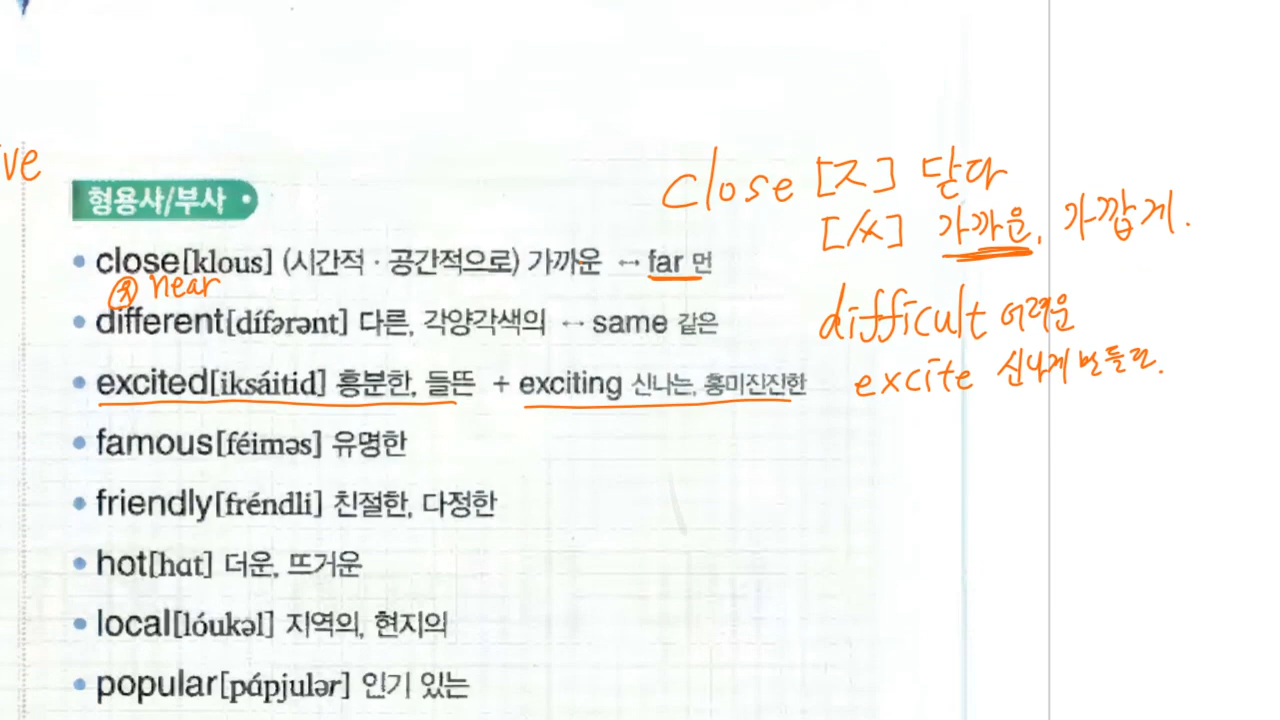 ve
형용사/부사
close [ㅈ] 닫다
[ㅆ] 가까운, 가깝게.
close[klous] (시간적·공간적으로) 가까운 ↔ far 먼
near
different[dífərənt] 다른, 각양각색의 ↔ same 같은
difficult 어려운
excited[iksáitid] 흥분한, 들뜬 + exciting 신나는, 흥미진진한
excite 신나게 만들다.
famous[féiməs] 유명한
friendly[fréndli] 친절한, 다정한
hot[hɑt] 더운, 뜨거운
local[lóukəl] 지역의, 현지의
popular[pápjulər] 인기 있는